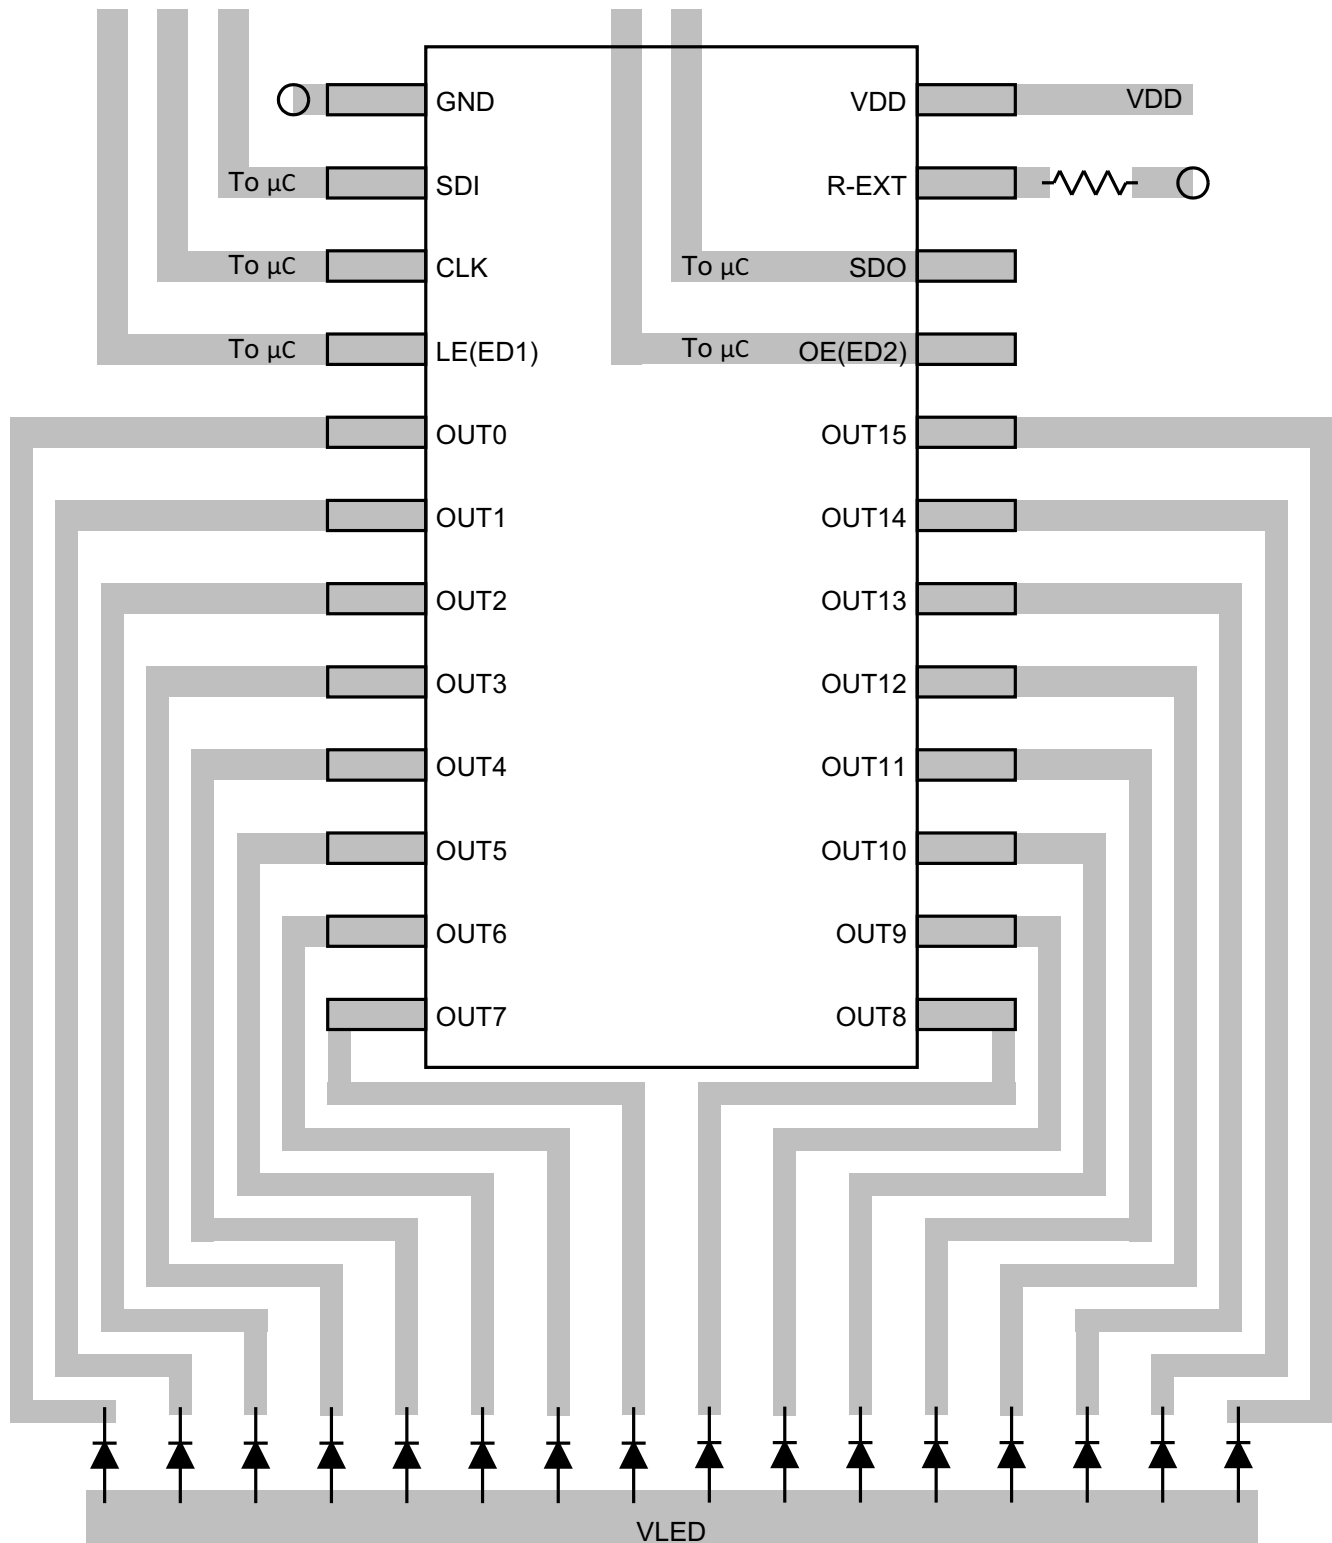 GND VDD VDD
To µC SDI R-EXT
To µC CLK To µC SDO
To µC LE(ED1) To µC OE(ED2)
OUT0 OUT15
OUT1 OUT14
OUT2 OUT13
OUT3 OUT12
OUT4 OUT11
OUT5 OUT10
OUT6 OUT9
OUT7 OUT8
VLED